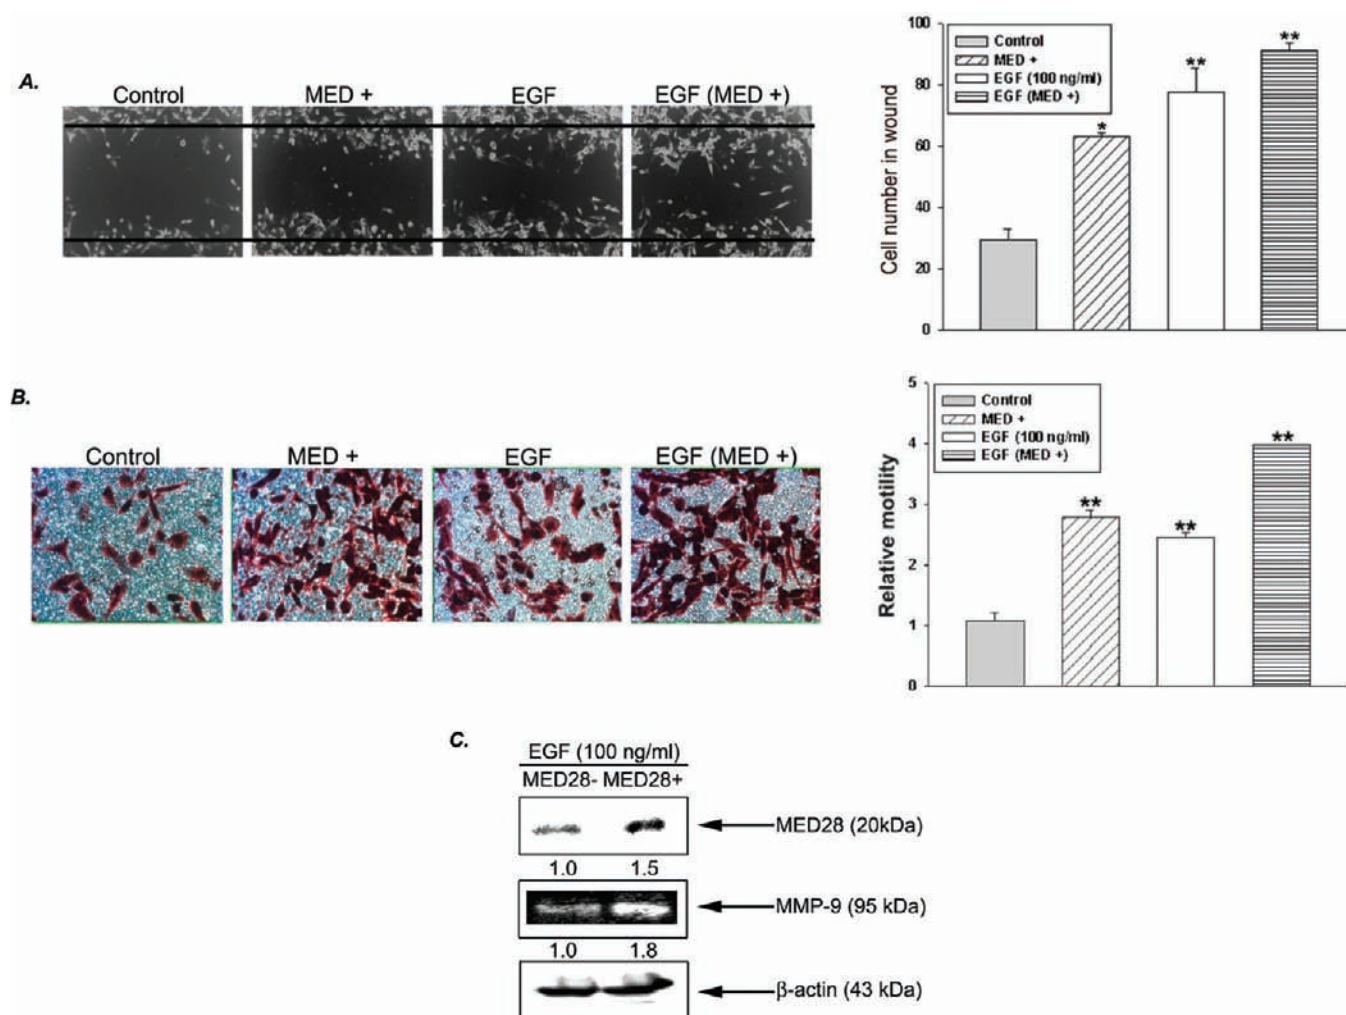 A.
Control MED + EGF EGF (MED +)
100
80
60
40
20
0
Cell number in wound
Control
MED +
EGF (100 ng/ml)
EGF (MED +)
* ** **
B.
Control MED + EGF EGF (MED +)
5
4
3
2
1
0
Relative motility
Control
MED +
EGF (100 ng/ml)
EGF (MED +)
** ** **
C.
EGF (100 ng/ml)
MED28- MED28+
MED28 (20kDa)
1.0 1.5
MMP-9 (95 kDa)
1.0 1.8
β-actin (43 kDa)